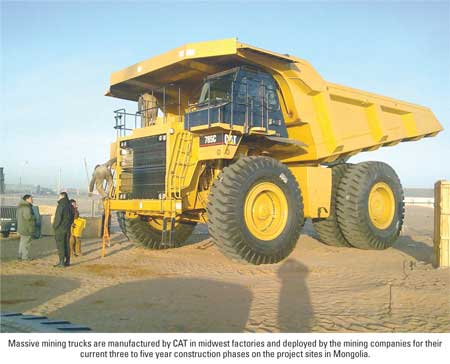 785C
CAT
Massive mining trucks are manufactured by CAT in midwest factories and deployed by the mining companies for their
current three to five year construction phases on the project sites in Mongolia.